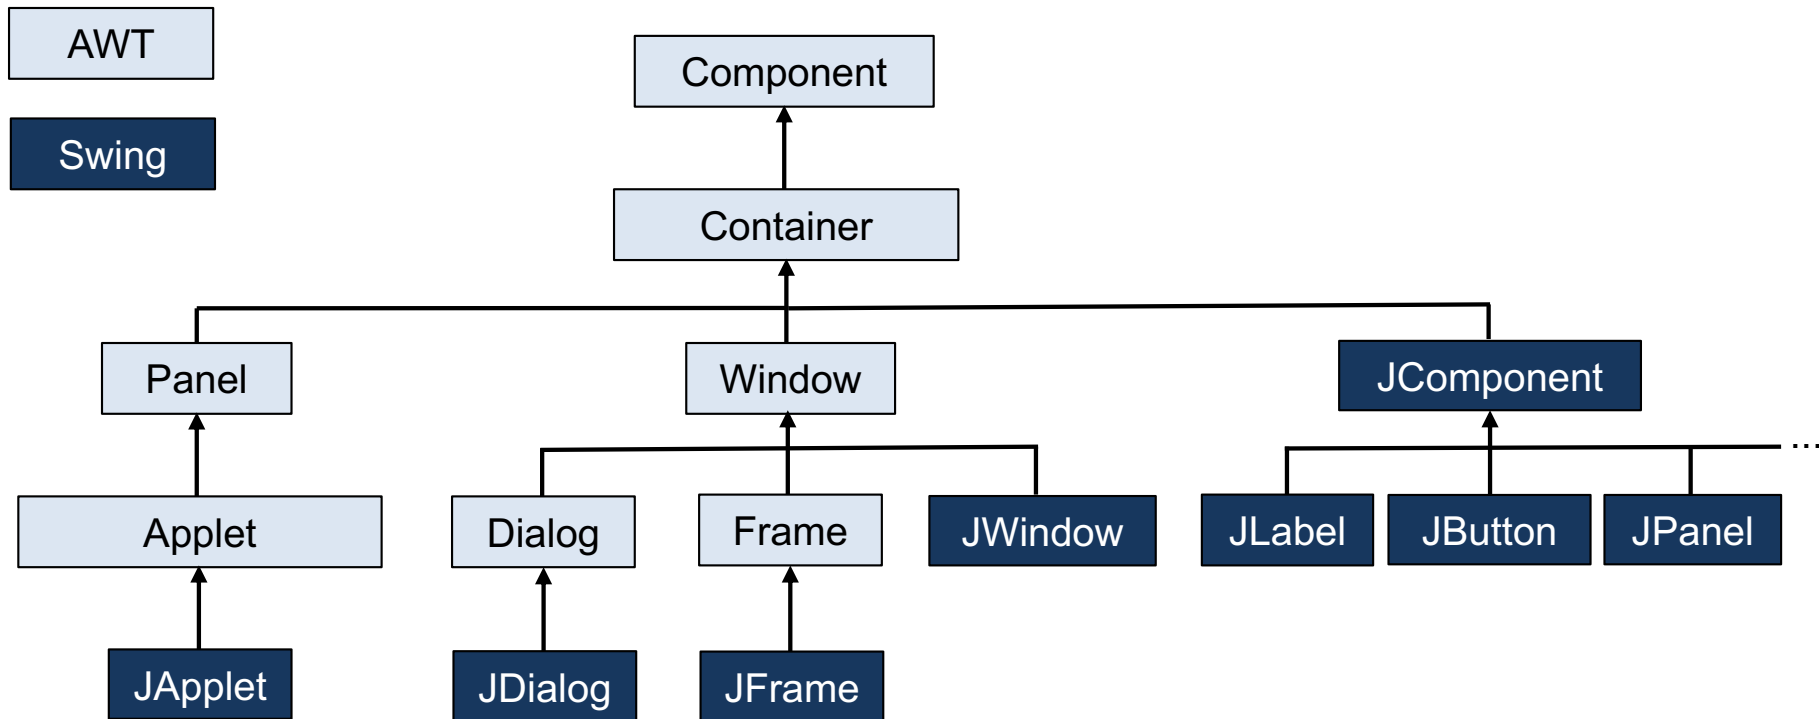 AWT
Swing
Component
Container
Panel
Window
JComponent
...
Applet
Dialog
Frame
JWindow
JLabel
JButton
JPanel
JApplet
JDialog
JFrame